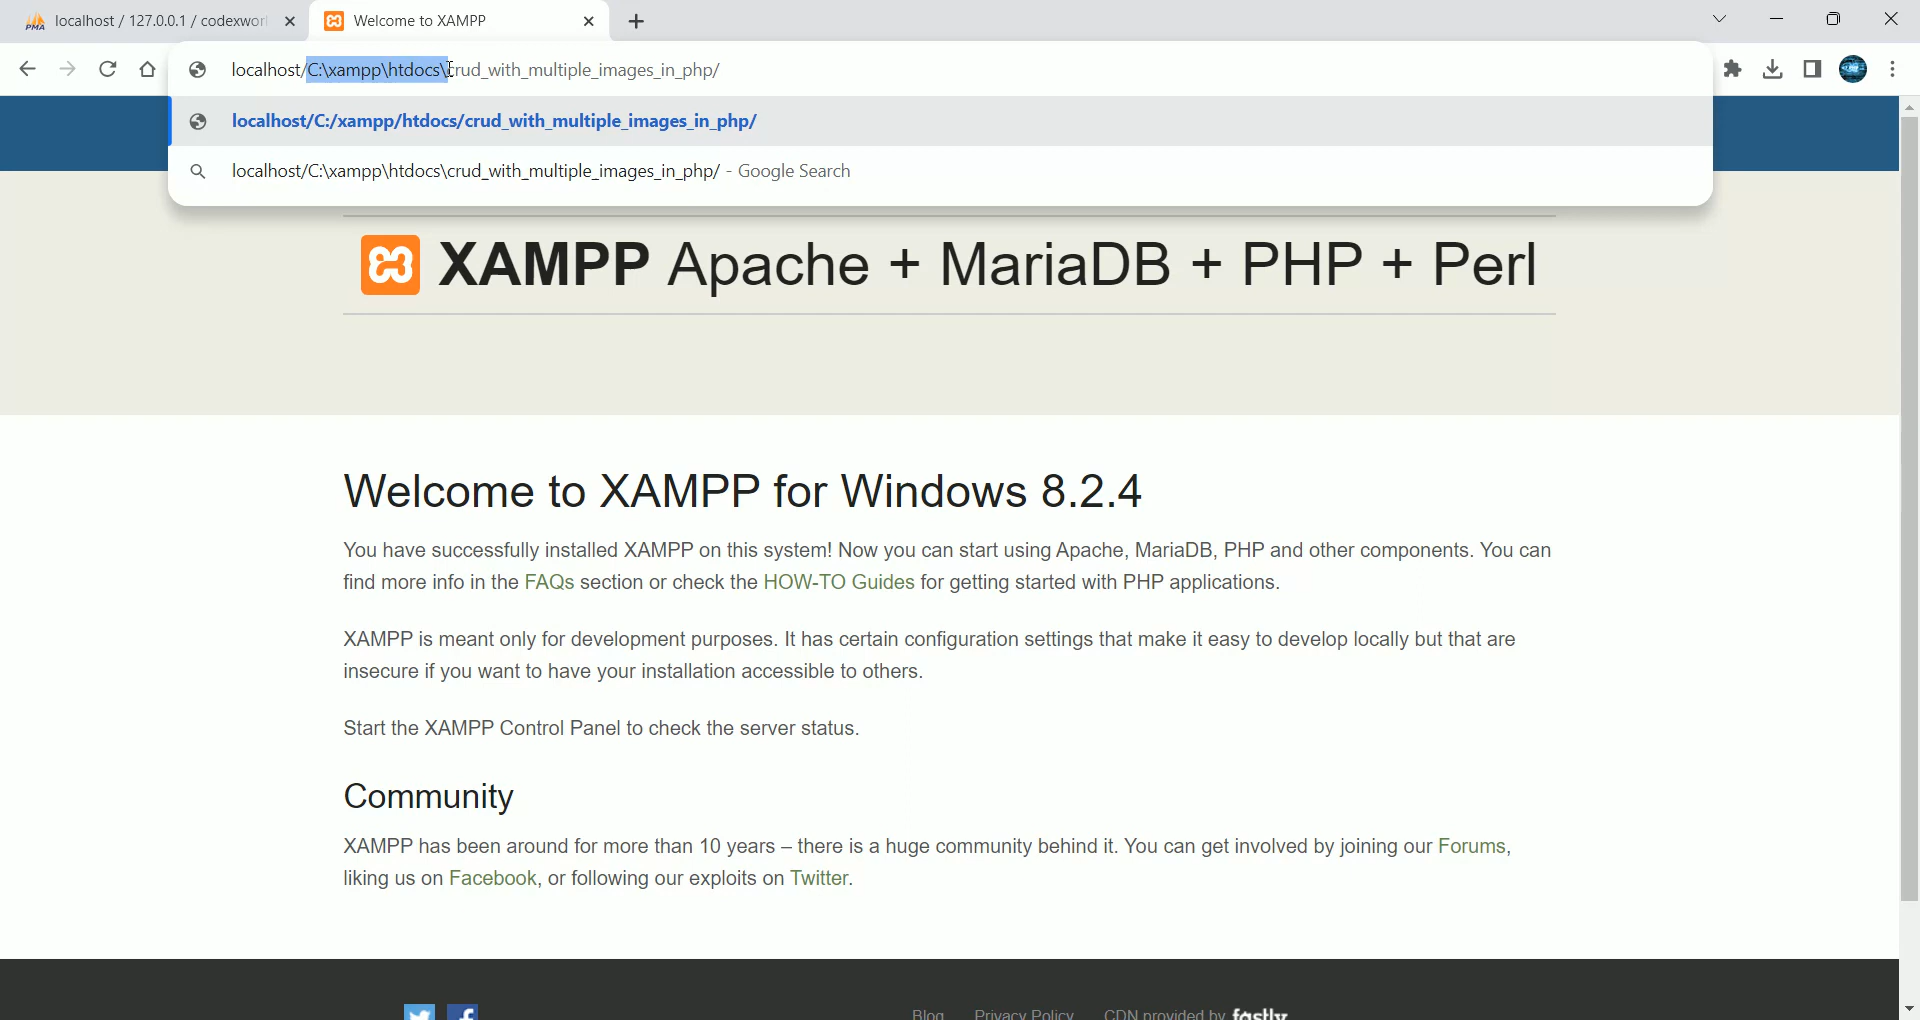 localhost / 127.0.0.1 / codexwor
Welcome to XAMPP
localhost/C:\xampp\htdocs\crud_with_multiple_images_in_php/
localhost/C:/xampp/htdocs/crud_with_multiple_images_in_php/
localhost/C:\xampp\htdocs\crud_with_multiple_images_in_php/ - Google Search
XAMPP Apache + MariaDB + PHP + Perl
Welcome to XAMPP for Windows 8.2.4
You have successfully installed XAMPP on this system! Now you can start using Apache, MariaDB, PHP and other components. You can
find more info in the FAQs section or check the HOW-TO Guides for getting started with PHP applications.
XAMPP is meant only for development purposes. It has certain configuration settings that make it easy to develop locally but that are
insecure if you want to have your installation accessible to others.
Start the XAMPP Control Panel to check the server status.
Community
XAMPP has been around for more than 10 years – there is a huge community behind it. You can get involved by joining our Forums,
liking us on Facebook, or following our exploits on Twitter.
Blog Privacy Policy CDN provided by fastly